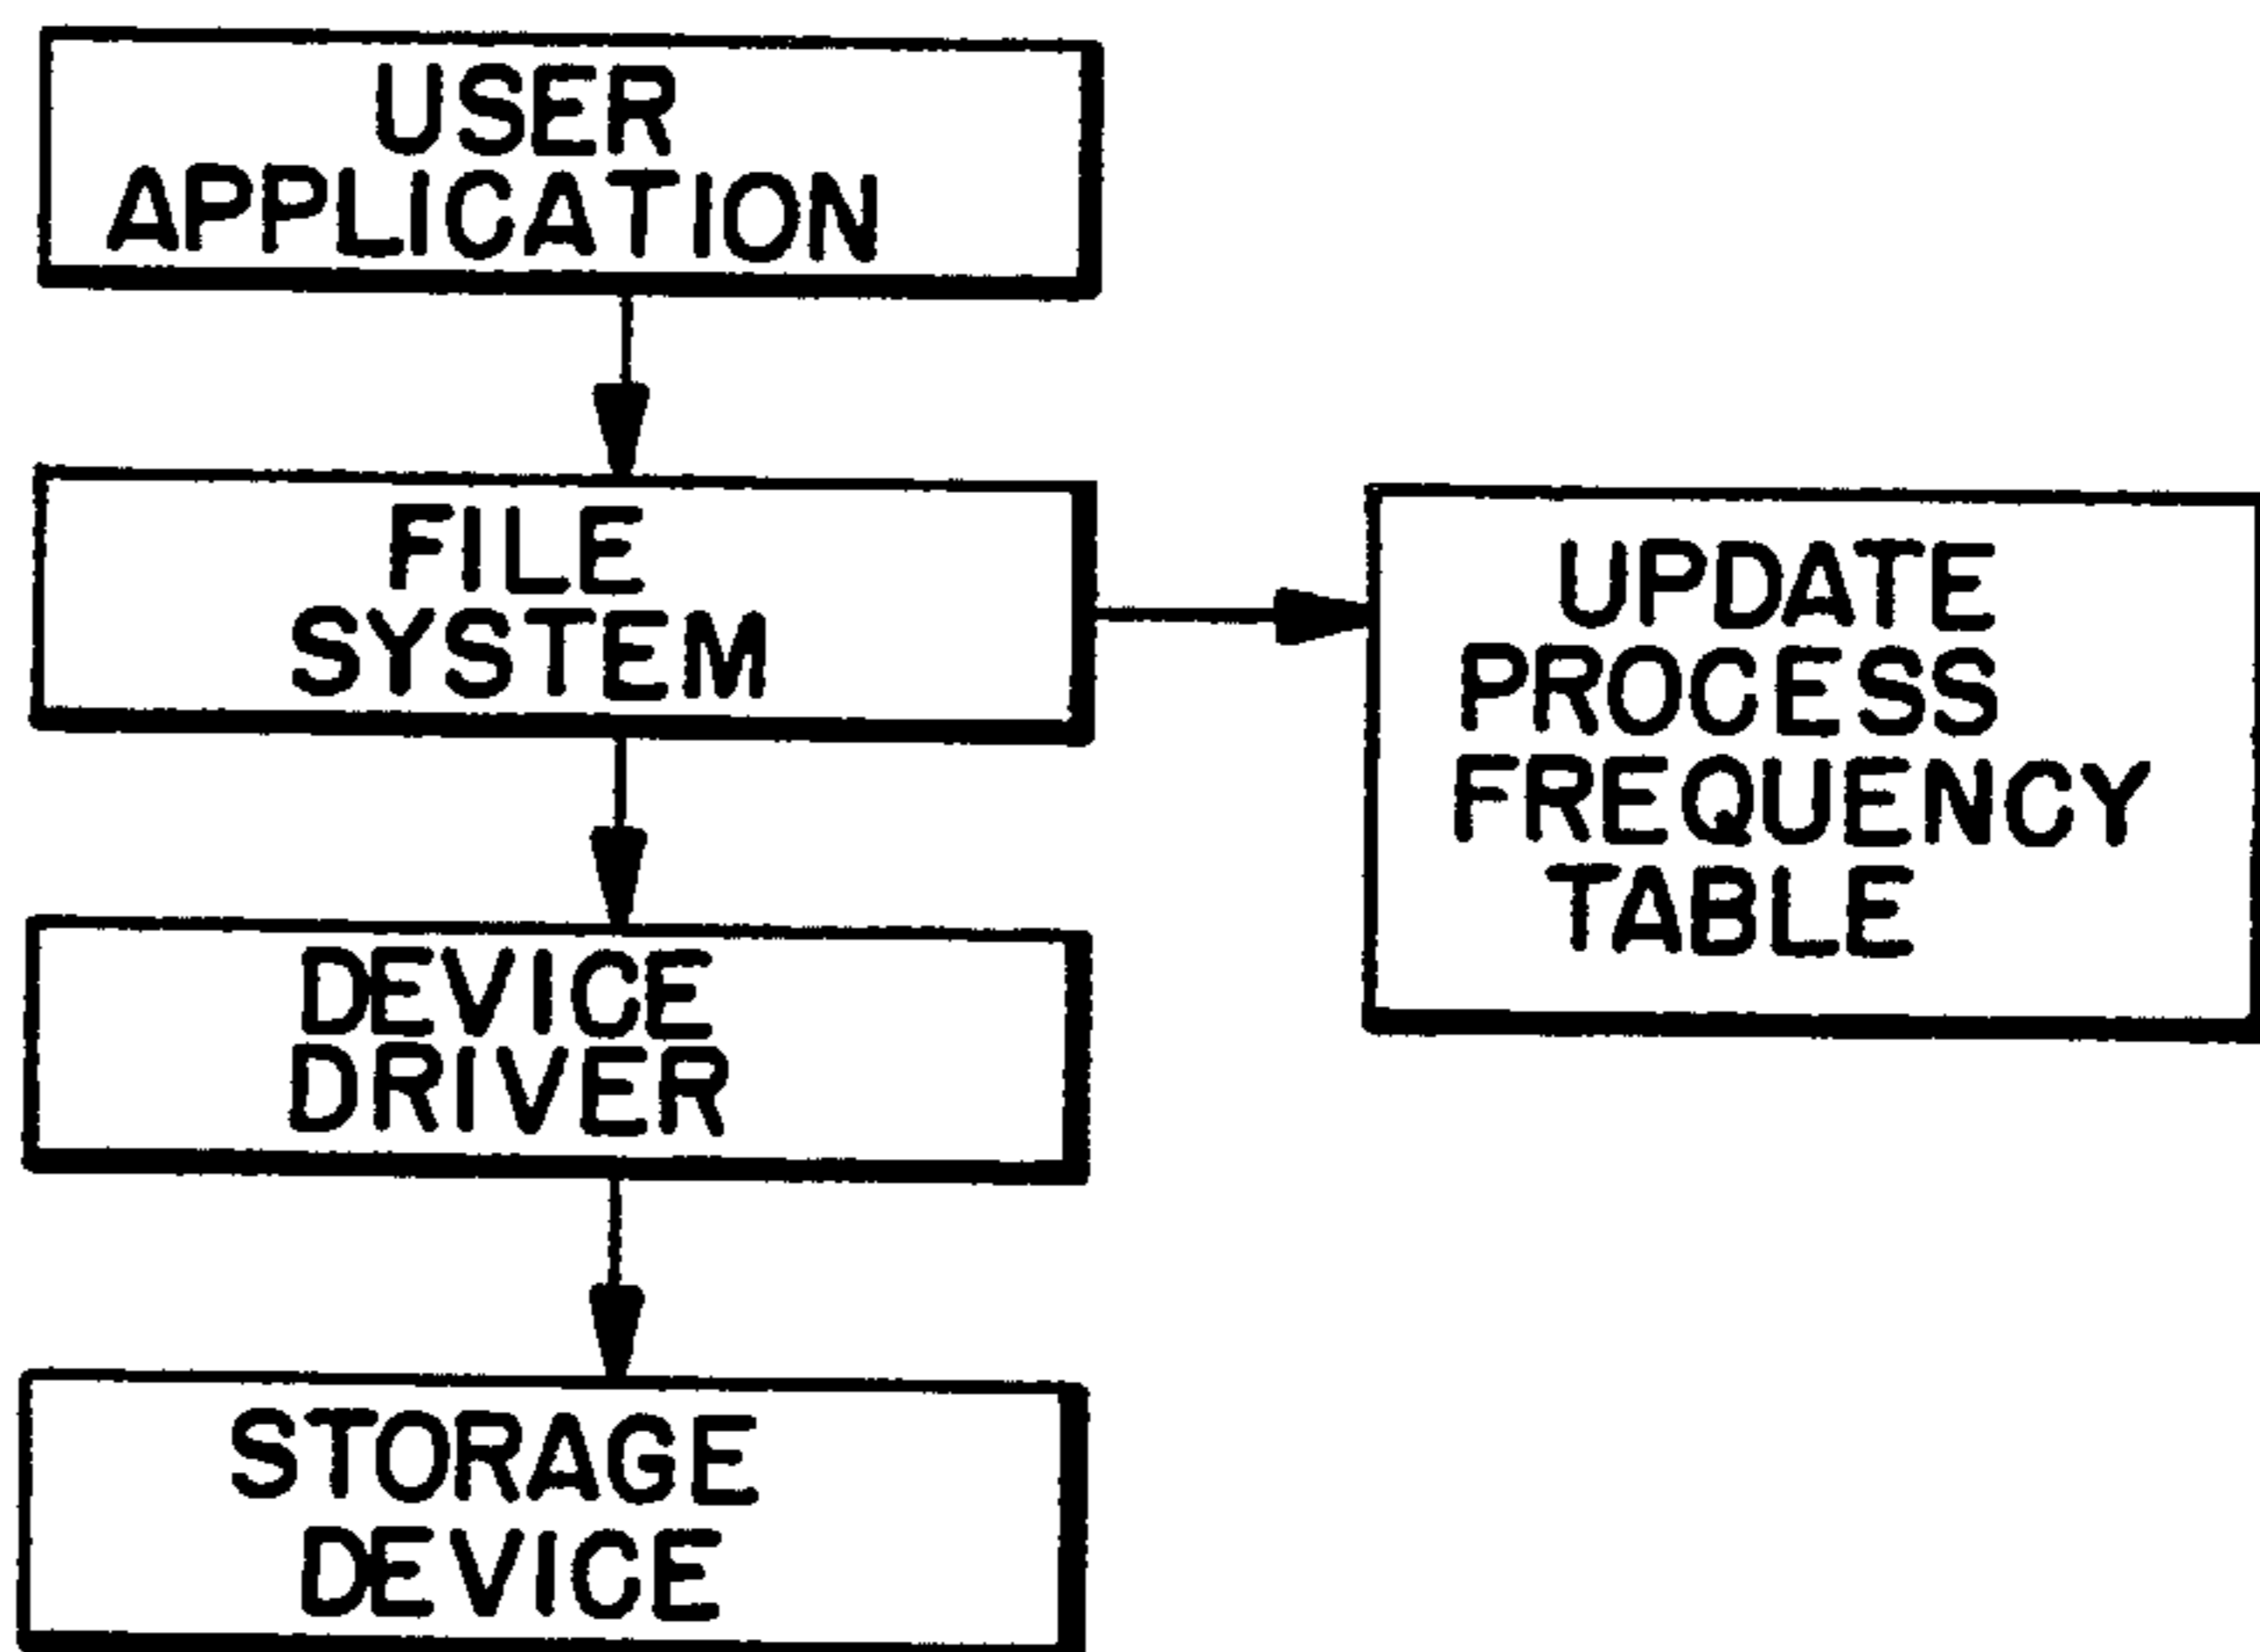 USER
APPLICATION
FILE
SYSTEM
UPDATE
PROCESS
FREQUENCY
TABLE
DEVICE
DRIVER
STORAGE
DEVICE